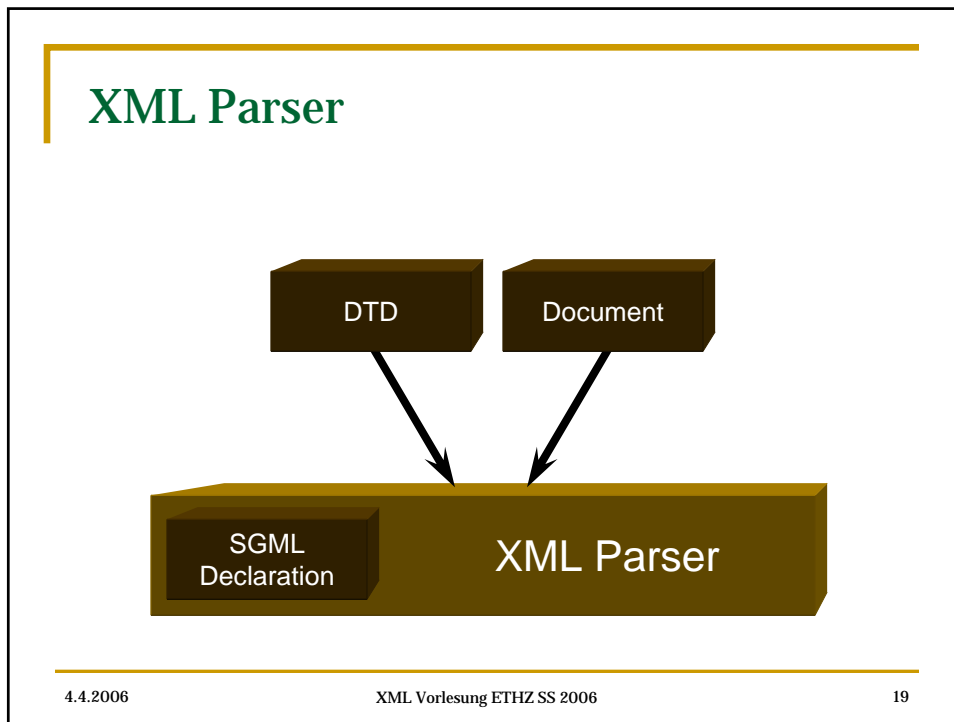 XML Parser
DTD
Document
SGML
Declaration
XML Parser
4.4.2006
XML Vorlesung ETHZ SS 2006
19